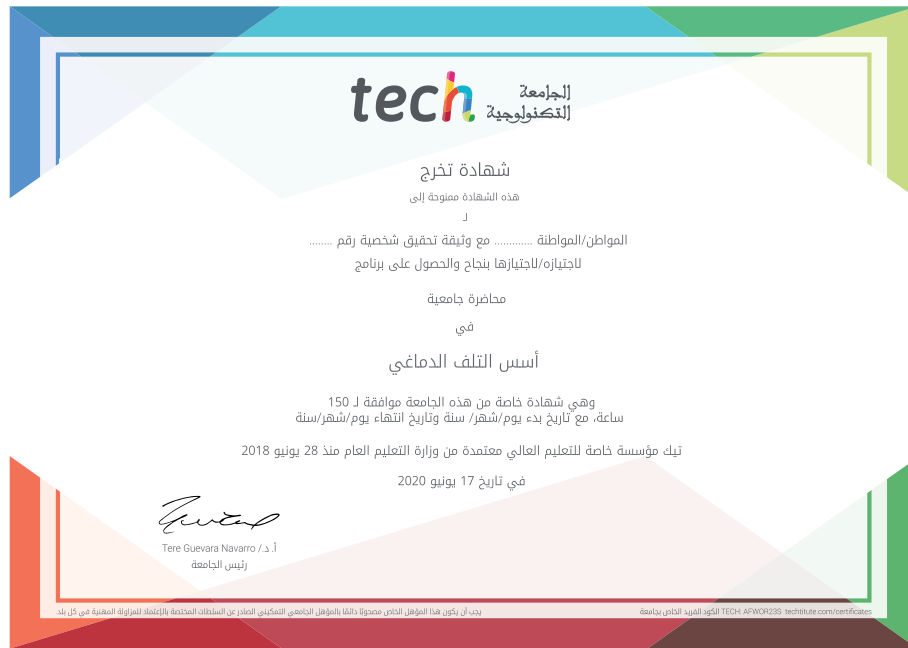 tech
الجامعة
التكنولوجية
شهادة تخرج
هذه الشهادة ممنوحة إلى
لـ
المواطن/المواطنة ............. مع وثيقة تحقيق شخصية رقم ........
لاجتيازه/لاجتيازها بنجاح والحصول على برنامج
محاضرة جامعية
في
أسس التلف الدماغي
وهي شهادة خاصة من هذه الجامعة موافقة لـ 150
ساعة، مع تاريخ بدء يوم/شهر/ سنة وتاريخ انتهاء يوم/شهر/سنة
تيك مؤسسة خاصة للتعليم العالي معتمدة من وزارة التعليم العام منذ 28 يونيو 2018
في تاريخ 17 يونيو 2020
أ. د./ Tere Guevara Navarro
رئيس الجامعة
يجب أن يكون هذا المؤهل الخاص مصحوبًا دائمًا بالمؤهل الجامعي التمكيني الصادر عن السلطات المختصة بالإعتماد للمزاولة المهنية في كل بلد.
الكود الفريد الخاص بجامعة TECH: AFWOR23S techtitute.com/certificates